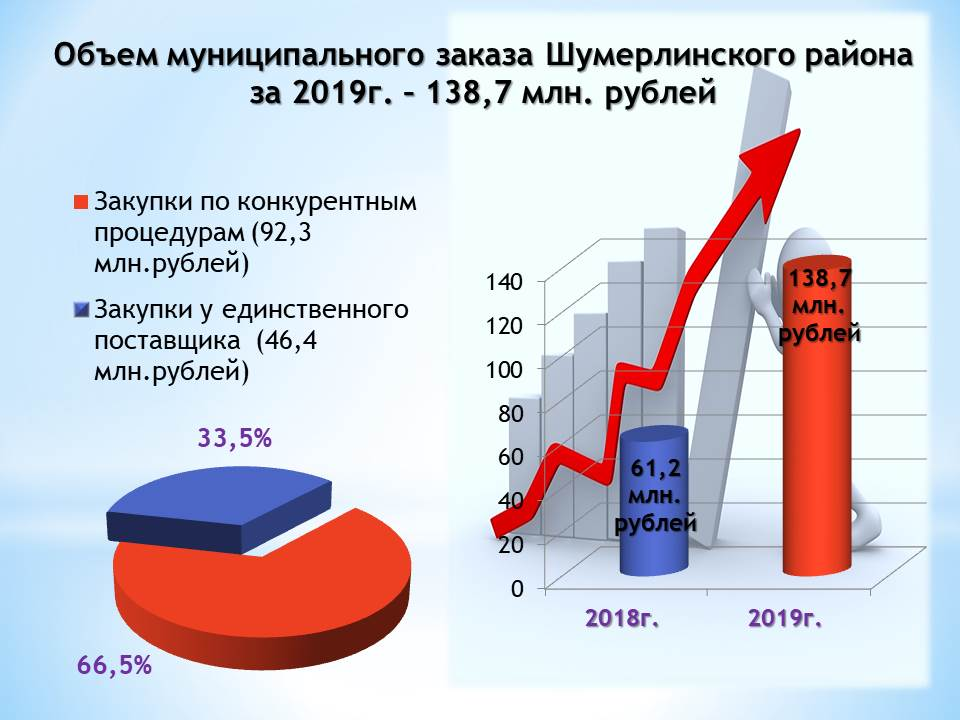 Объем муниципального заказа Шумерлинского района
за 2019г. – 138,7 млн. рублей
Закупки по конкурентным
процедурам (92,3
млн.рублей)
Закупки у единственного
поставщика (46,4
млн.рублей)
33,5%
66,5%
140
120
100
80
60
40
20
0
61,2
млн.
рублей
138,7
млн.
рублей
2018г.
2019г.